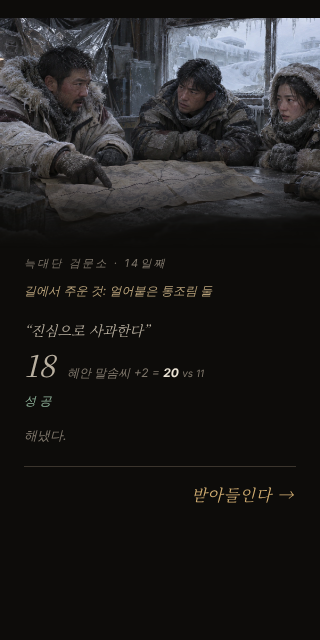 늑대단 검문소 · 14일째
길에서 주운 것: 얼어붙은 통조림 둘
“진심으로 사과한다”
18 혜안 말솜씨 +2 = 20 vs 11
성공
해냈다.
받아들인다 →